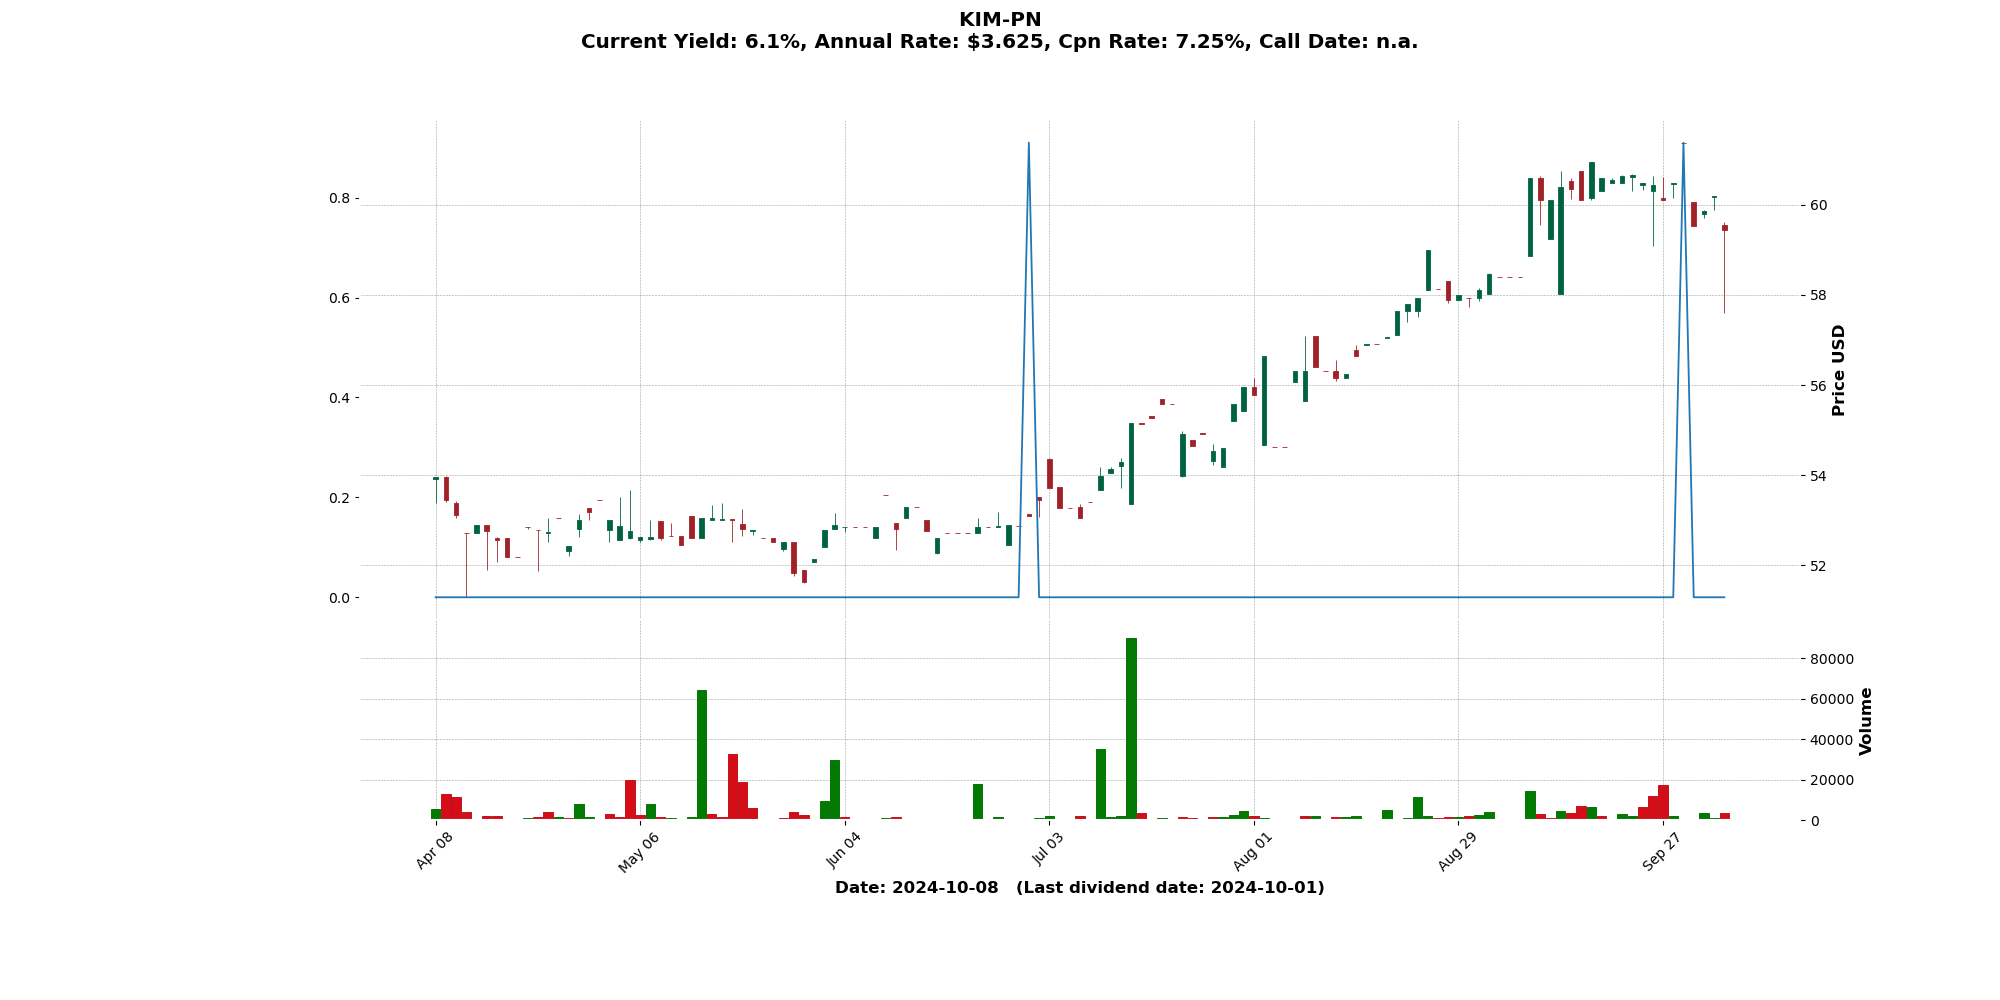 KIM-PN
Current Yield: 6.1%, Annual Rate: $3.625, Cpn Rate: 7.25%, Call Date: n.a.
0.8
0.6
0.4
0.2
0.0
60
58
56
54
52
Price USD
80000
60000
40000
20000
0
Volume
Apr 08
May 06
Jun 04
Jul 03
Aug 01
Aug 29
Sep 27
Date: 2024-10-08   (Last dividend date: 2024-10-01)